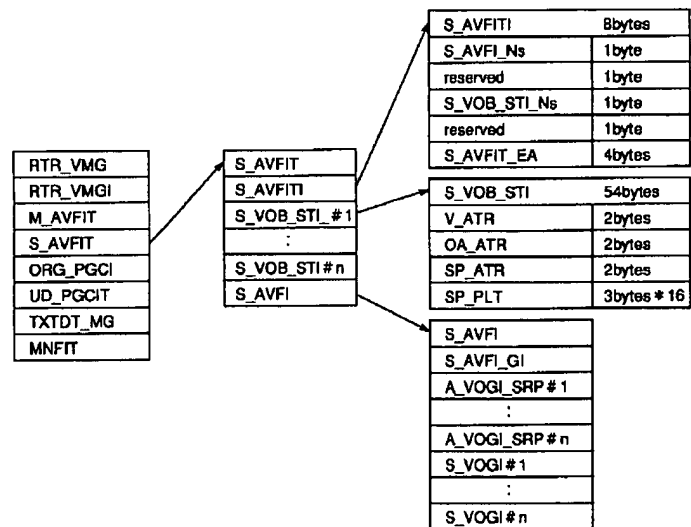 RTR_VMG
RTR_VMGI
M_AVFIT
S_AVFIT
ORG_PGCI
UD_PGCIT
TXTDT_MG
MNFIT
S_AVFIT
S_AVFITI
S_VOB_STI_#1
:
S_VOB_STI#n
S_AVFI
S_AVFITI 8bytes
S_AVFI_Ns 1byte
reserved 1byte
S_VOB_STI_Ns 1byte
reserved 1byte
S_AVFIT_EA 4bytes
S_VOB_STI 54bytes
V_ATR 2bytes
OA_ATR 2bytes
SP_ATR 2bytes
SP_PLT 3bytes*16
S_AVFI
S_AVFI_GI
A_VOGI_SRP#1
:
A_VOGI_SRP#n
S_VOGI#1
:
S_VOGI#n